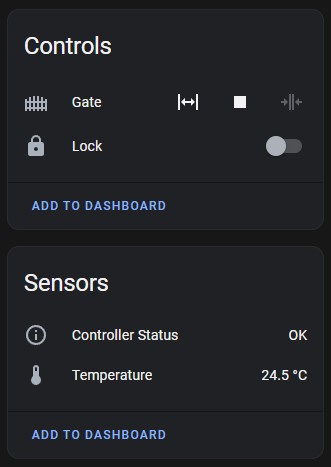 Controls
Gate
Lock
ADD TO DASHBOARD
Sensors
Controller Status OK
Temperature 24.5 °C
ADD TO DASHBOARD